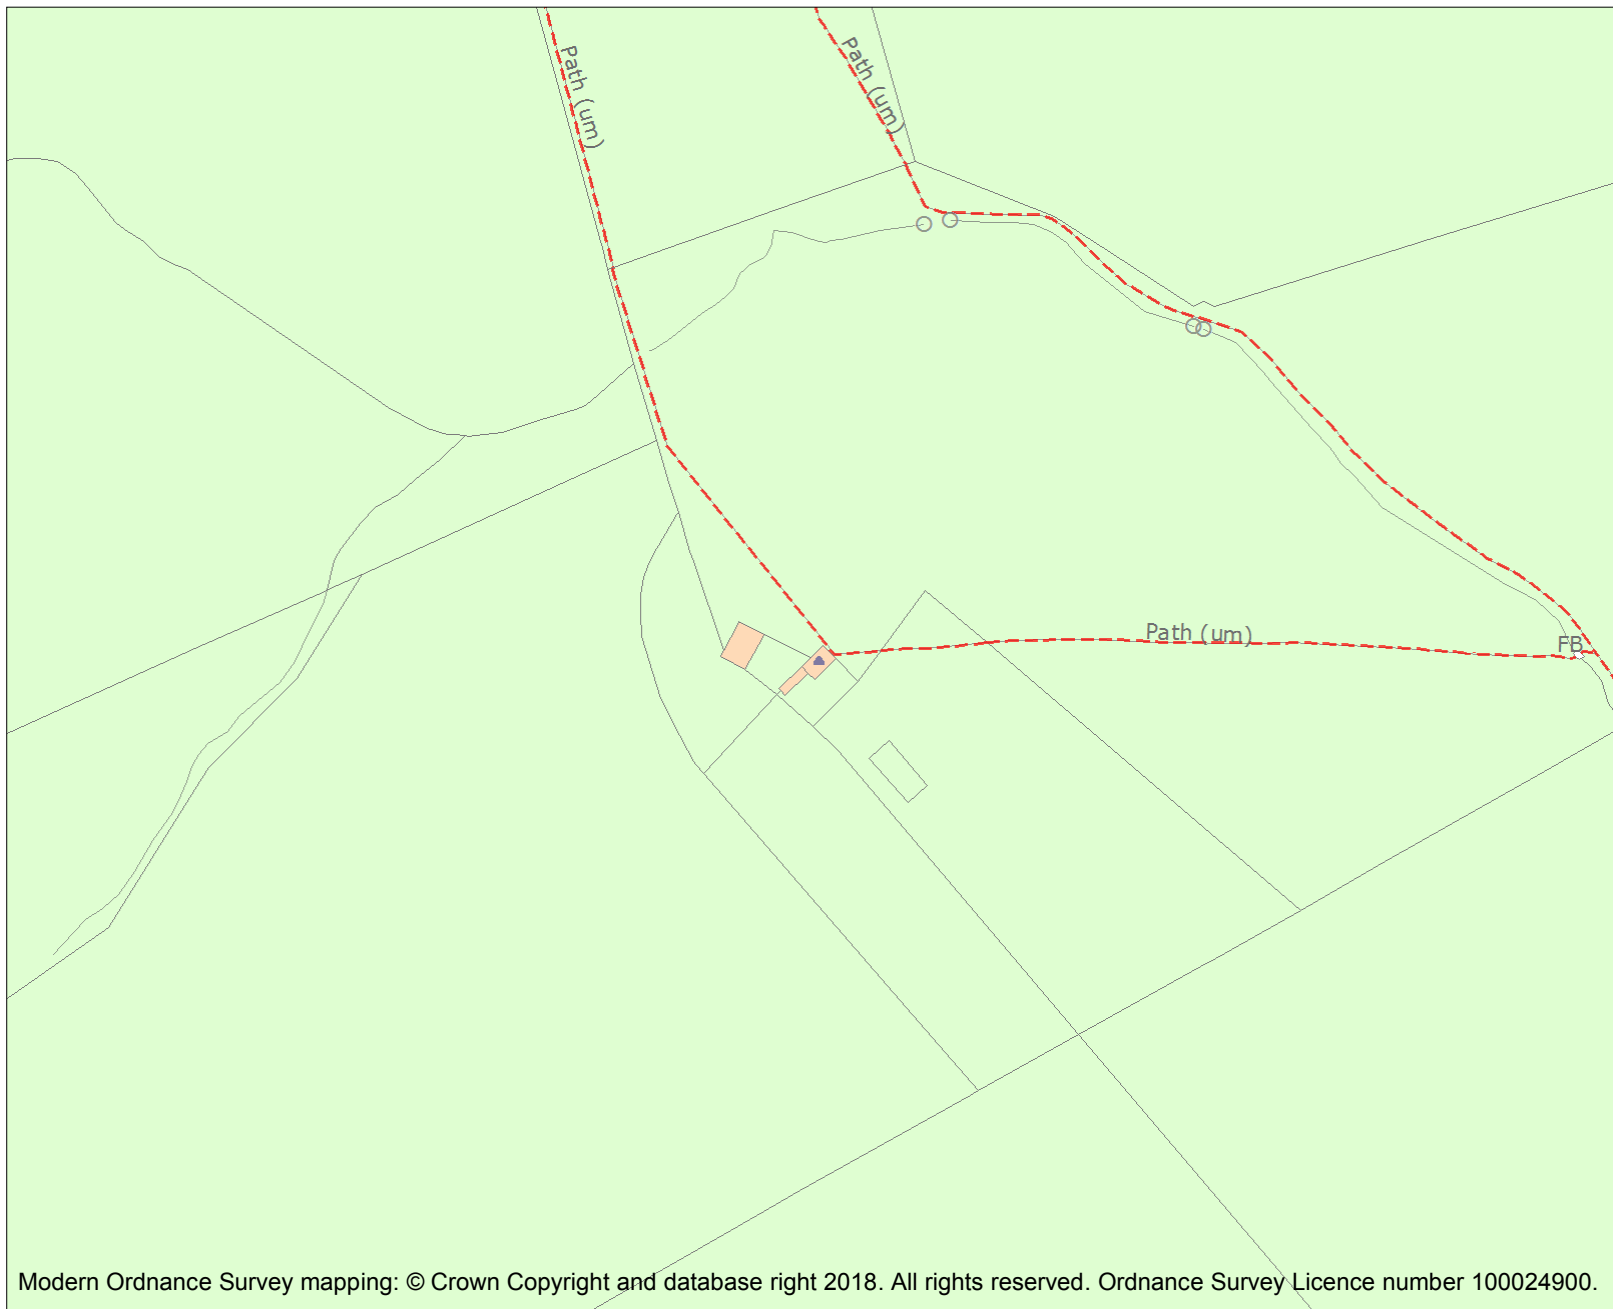 Path (um)
Path (um)
Path (um)
FB
Modern Ordnance Survey mapping: © Crown Copyright and database right 2018. All rights reserved. Ordnance Survey Licence number 100024900.